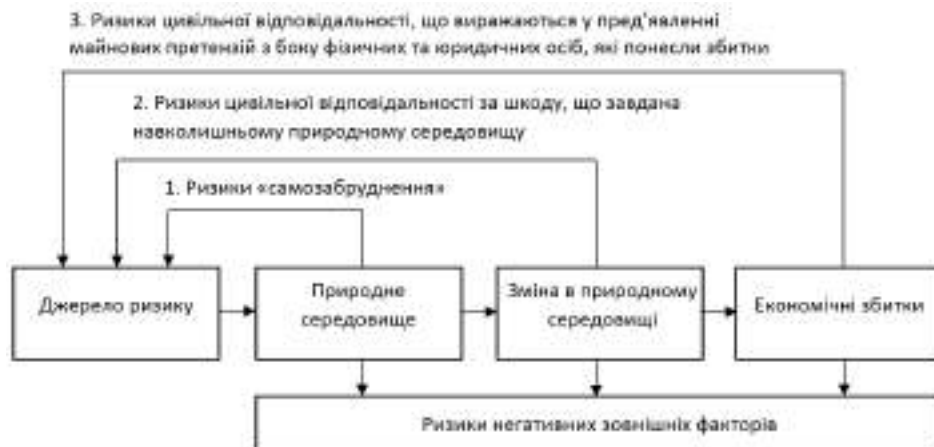 3. Ризики цивільної відповідальності, що виражаються у пред'явленні
майнових претензій з боку фізичних та юридичних осіб, які понесли збитки
2. Ризики цивільної відповідальності за шкоду, що завдана
навколишньому природному середовищу
1. Ризики «самозабруднення»
Джерело ризику
Природне
середовище
Зміна в природному
середовищі
Економічні збитки
Ризики негативних зовнішніх факторів